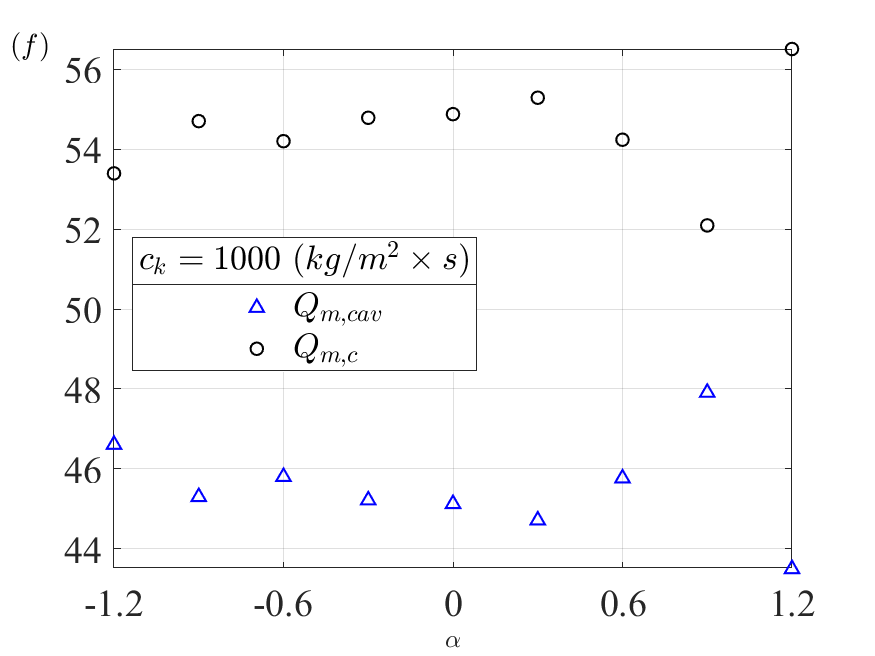 (f)
56
54
52
50
48
46
44
c_k = 1000 (kg/m² × s)
Q_{m,cav}
Q_{m,c}
-1.2 -0.6 0 0.6 1.2
α